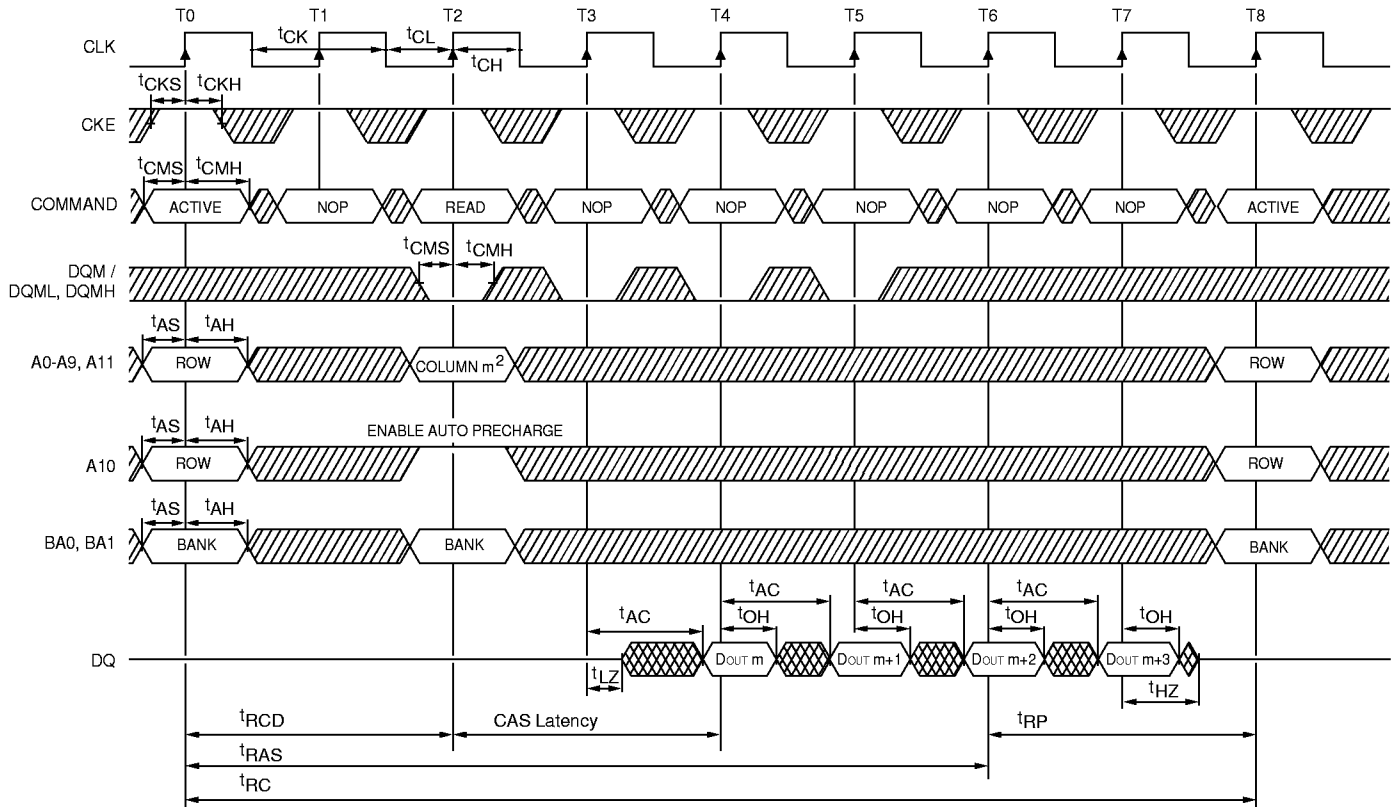 T0 T1 T2 T3 T4 T5 T6 T7 T8
CLK
tCK tCL
tCH
tCKS tCKH
CKE
tCMS tCMH
COMMAND ACTIVE NOP READ NOP NOP NOP NOP NOP ACTIVE
tCMS tCMH
DQM /
DQML, DQMH
tAS tAH
A0-A9, A11 ROW COLUMN m2 ROW
tAS tAH ENABLE AUTO PRECHARGE
A10 ROW ROW
tAS tAH
BA0, BA1 BANK BANK BANK
tAC tAC tAC tAC
tOH tOH tOH tOH
DQ DOUT m DOUT m+1 DOUT m+2 DOUT m+3
tLZ tHZ
tRCD CAS Latency tRP
tRAS
tRC